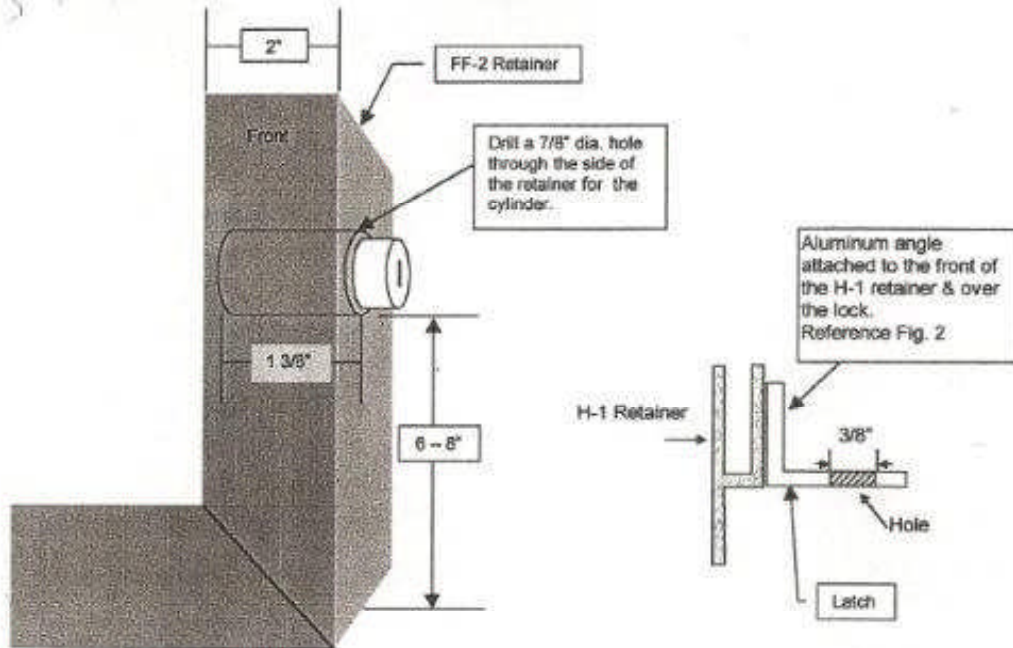 2"
FF-2 Retainer
Front
Drill a 7/8" dia. hole
through the side of
the retainer for the
cylinder.
Aluminum angle
attached to the front of
the H-1 retainer & over
the lock.
Reference Fig. 2
1 3/8"
H-1 Retainer
3/8"
6 – 8"
Hole
Latch